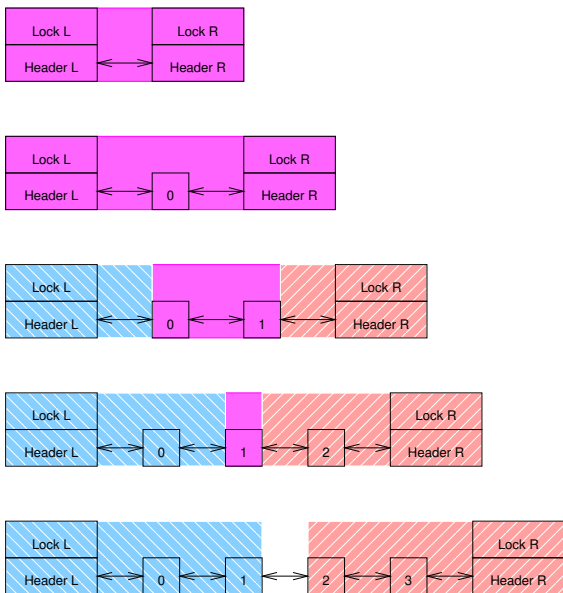 Lock L Lock R
Header L Header R
Lock L Lock R
Header L 0 Header R
Lock L Lock R
Header L 0 1 Header R
Lock L Lock R
Header L 0 1 2 Header R
Lock L Lock R
Header L 0 1 2 3 Header R